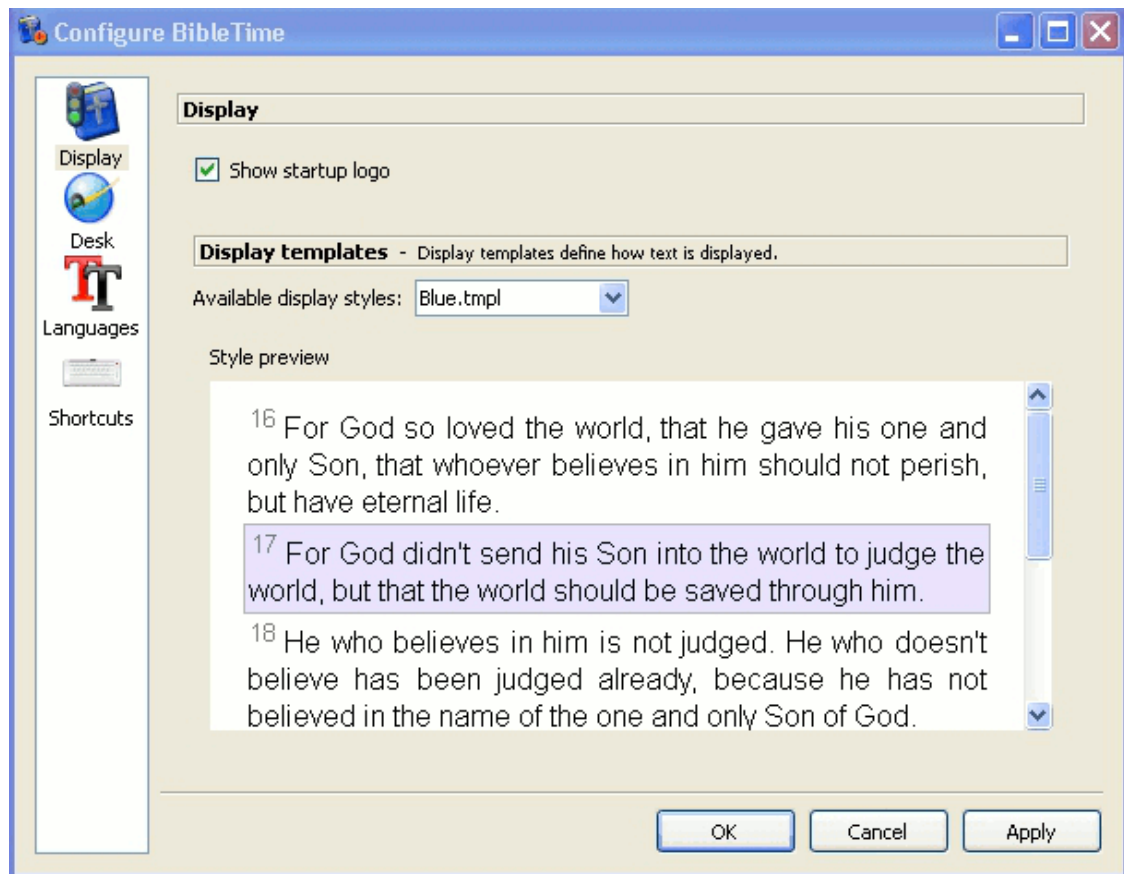 Configure BibleTime
Display
Desk
Languages
Shortcuts
Display
Show startup logo
Display templates - Display templates define how text is displayed.
Available display styles: Blue.tmpl
Style preview
16 For God so loved the world, that he gave his one and
only Son, that whoever believes in him should not perish,
but have eternal life.
17 For God didn't send his Son into the world to judge the
world, but that the world should be saved through him.
18 He who believes in him is not judged. He who doesn't
believe has been judged already, because he has not
believed in the name of the one and only Son of God.
OK Cancel Apply